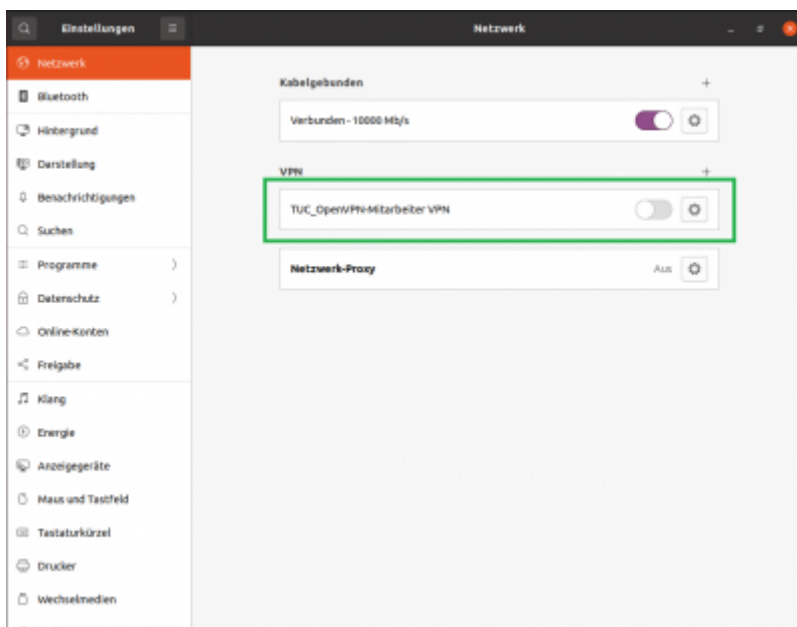 Einstellungen
Netzwerk
Netzwerk
Bluetooth
Hintergrund
Darstellung
Benachrichtigungen
Suchen
Programme
Datenschutz
Online-Konten
Freigabe
Klang
Energie
Anzeigegeräte
Maus und Tastfeld
Tastaturkürzel
Drucker
Wechselmedien
Kabelgebunden
Verbunden - 10000 Mb/s
VPN
TUC_OpenVPN-Mitarbeiter VPN
Netzwerk-Proxy Aus